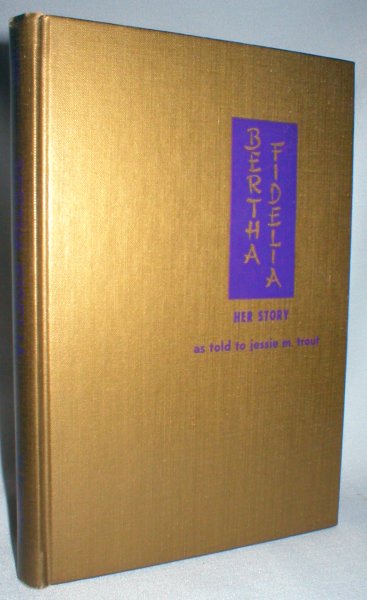 BERTHA
FIDELIA
HER STORY
as told to jessie m. trout